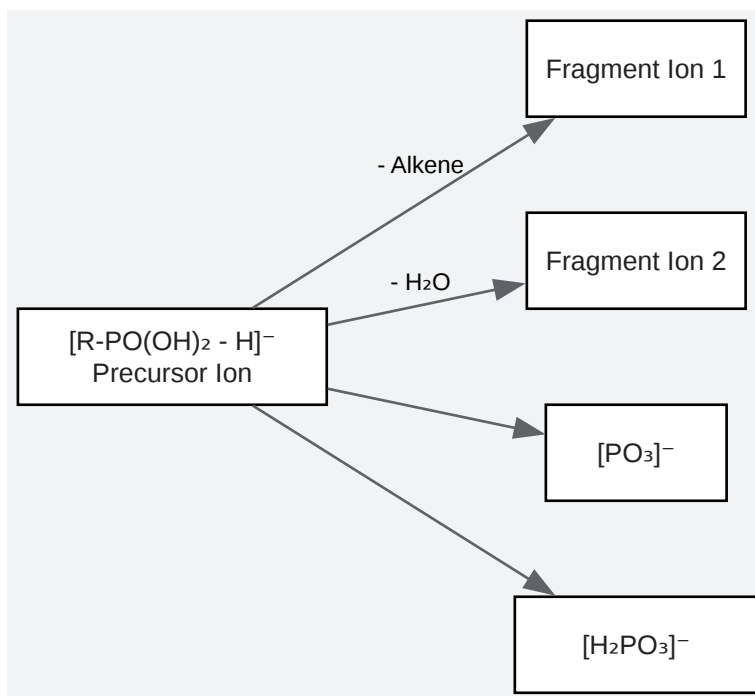 Fragment Ion 1
- Alkene
Fragment Ion 2
- H₂O
[R-PO(OH)₂ - H]⁻
Precursor Ion
[PO₃]⁻
[H₂PO₃]⁻